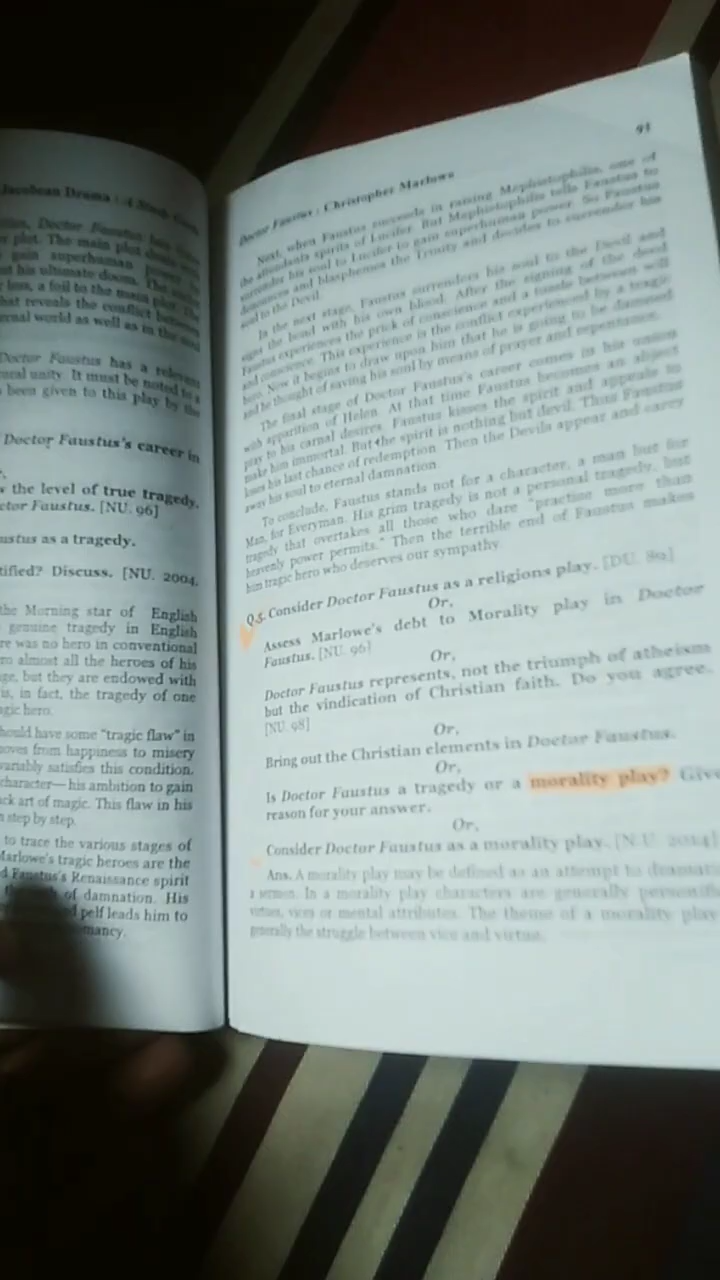 Jacobean Drama : A
Doctor Faustus has
plot. The main plot
gain superhuman
his ultimate doom. The
a foil to the main plot. The
that reveals the conflict between
world as well as in the
Doctor Faustus has a
unity. It must be noted
been given to this play by the
Doctor Faustus's career in
the level of true tragedy.
Doctor Faustus. [NU. 96]
as a tragedy.
Discuss. [NU. 2004,
the Morning star of English
genuine tragedy in English
was no hero in conventional
almost all the heroes of his
but they are endowed with
is, in fact, the tragedy of one
hero.
should have some "tragic flaw" in
moves from happiness to misery
satisfies this condition.
character—his ambition to gain
art of magic. This flaw in his
step by step.
to trace the various stages of
Marlowe's tragic heroes are the
Faustus's Renaissance spirit
of damnation. His
pelf leads him to
Doctor Faustus : Christopher Marlowe
Next, when Faustus succeeds in raising Mephistophilis, one of
the attendants spirits of Lucifer. But Mephistophilis tells Faustus to
surrender his soul to Lucifer to gain superhuman power. So Faustus
denounces and blasphemes the Trinity and decides to surrender his
soul to the Devil.
In the next stage, Faustus surrenders his soul to the Devil and
signs the bond with his own blood. After the signing of the deed
Faustus experiences the prick of conscience and a tussle between will
and conscience. This experience is the conflict experienced by a tragic
hero. Now it begins to draw upon him that he is going to be damned
and he thought of saving his soul by means of prayer and repentance.
The final stage of Doctor Faustus's career comes in his union
with apparition of Helen. At that time Faustus becomes an abject
pray to his carnal desires. Faustus kisses the spirit and appeals to
make him immortal. But the spirit is nothing but devil. Thus Faustus
loses his last chance of redemption. Then the Devils appear and carry
away his soul to eternal damnation.
To conclude, Faustus stands not for a character, a man but for
Man, for Everyman. His grim tragedy is not a personal tragedy, but
tragedy that overtakes all those who dare "practise more than
heavenly power permits." Then the terrible end of Faustus makes
him tragic hero who deserves our sympathy.
Q.5. Consider Doctor Faustus as a religions play. [DU. 89]
Or,
Assess Marlowe's debt to Morality play in Doctor
Faustus. [NU. 96]
Or,
Doctor Faustus represents, not the triumph of atheism
but the vindication of Christian faith. Do you agree.
[NU. 98]
Or,
Bring out the Christian elements in Doctor Faustus.
Or,
Is Doctor Faustus a tragedy or a morality play? Give
reason for your answer.
Or,
Consider Doctor Faustus as a morality play. [N.U. 2014]
Ans. A morality play may be defined as an attempt to
a sermon. In a morality play characters are generally
virtues, vices or mental attributes. The theme of a morality play
generally the struggle between vice and virtue.